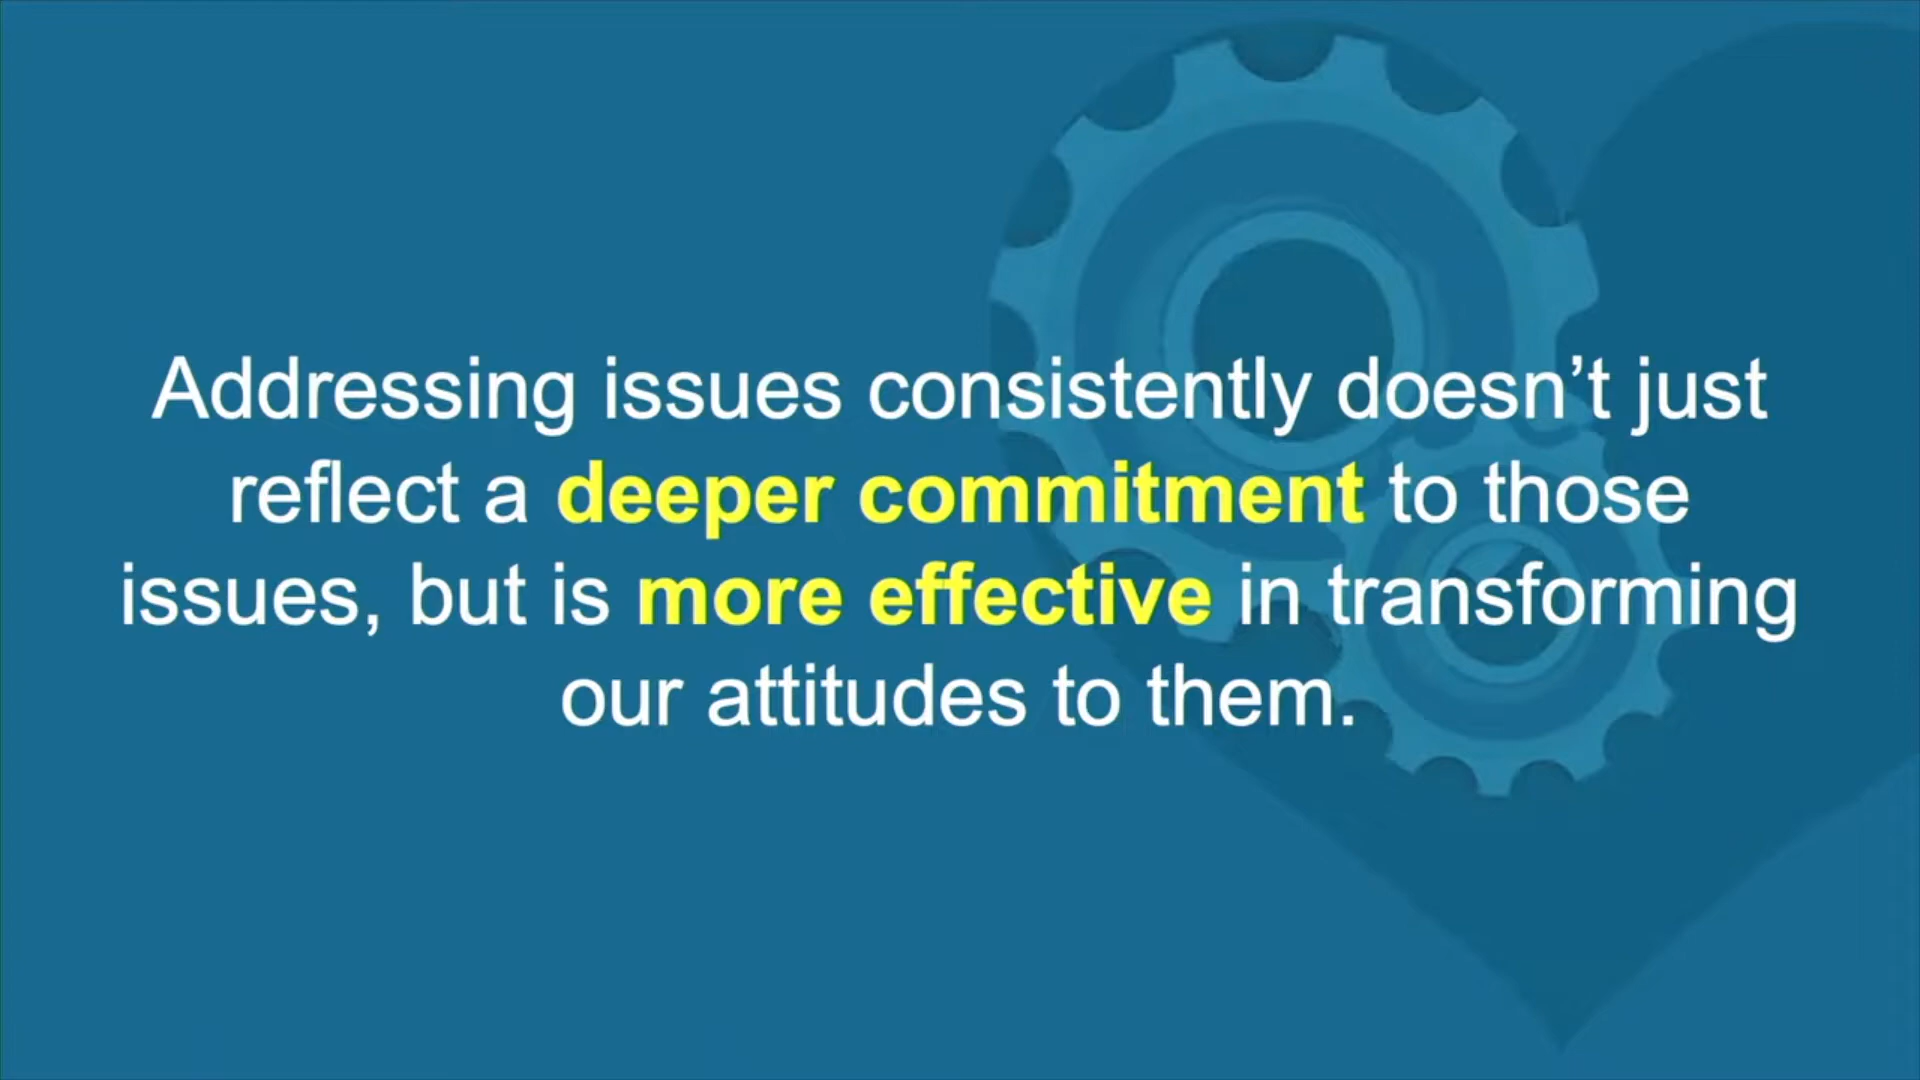 Addressing issues consistently doesn’t just
reflect a deeper commitment to those
issues, but is more effective in transforming
our attitudes to them.